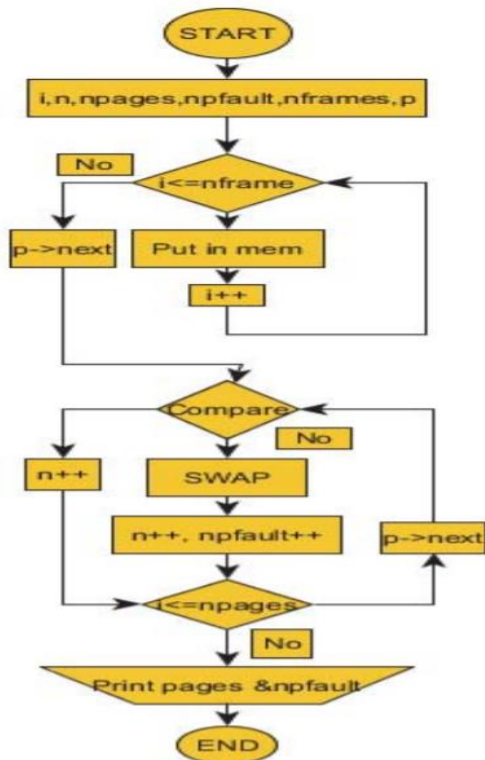 START
i,n,npages,npfault,nframes,p
No
i<=nframe
p->next
Put in mem
i++
Compare
No
n++
SWAP
n++, npfault++
p->next
i<=npages
No
Print pages &npfault
END